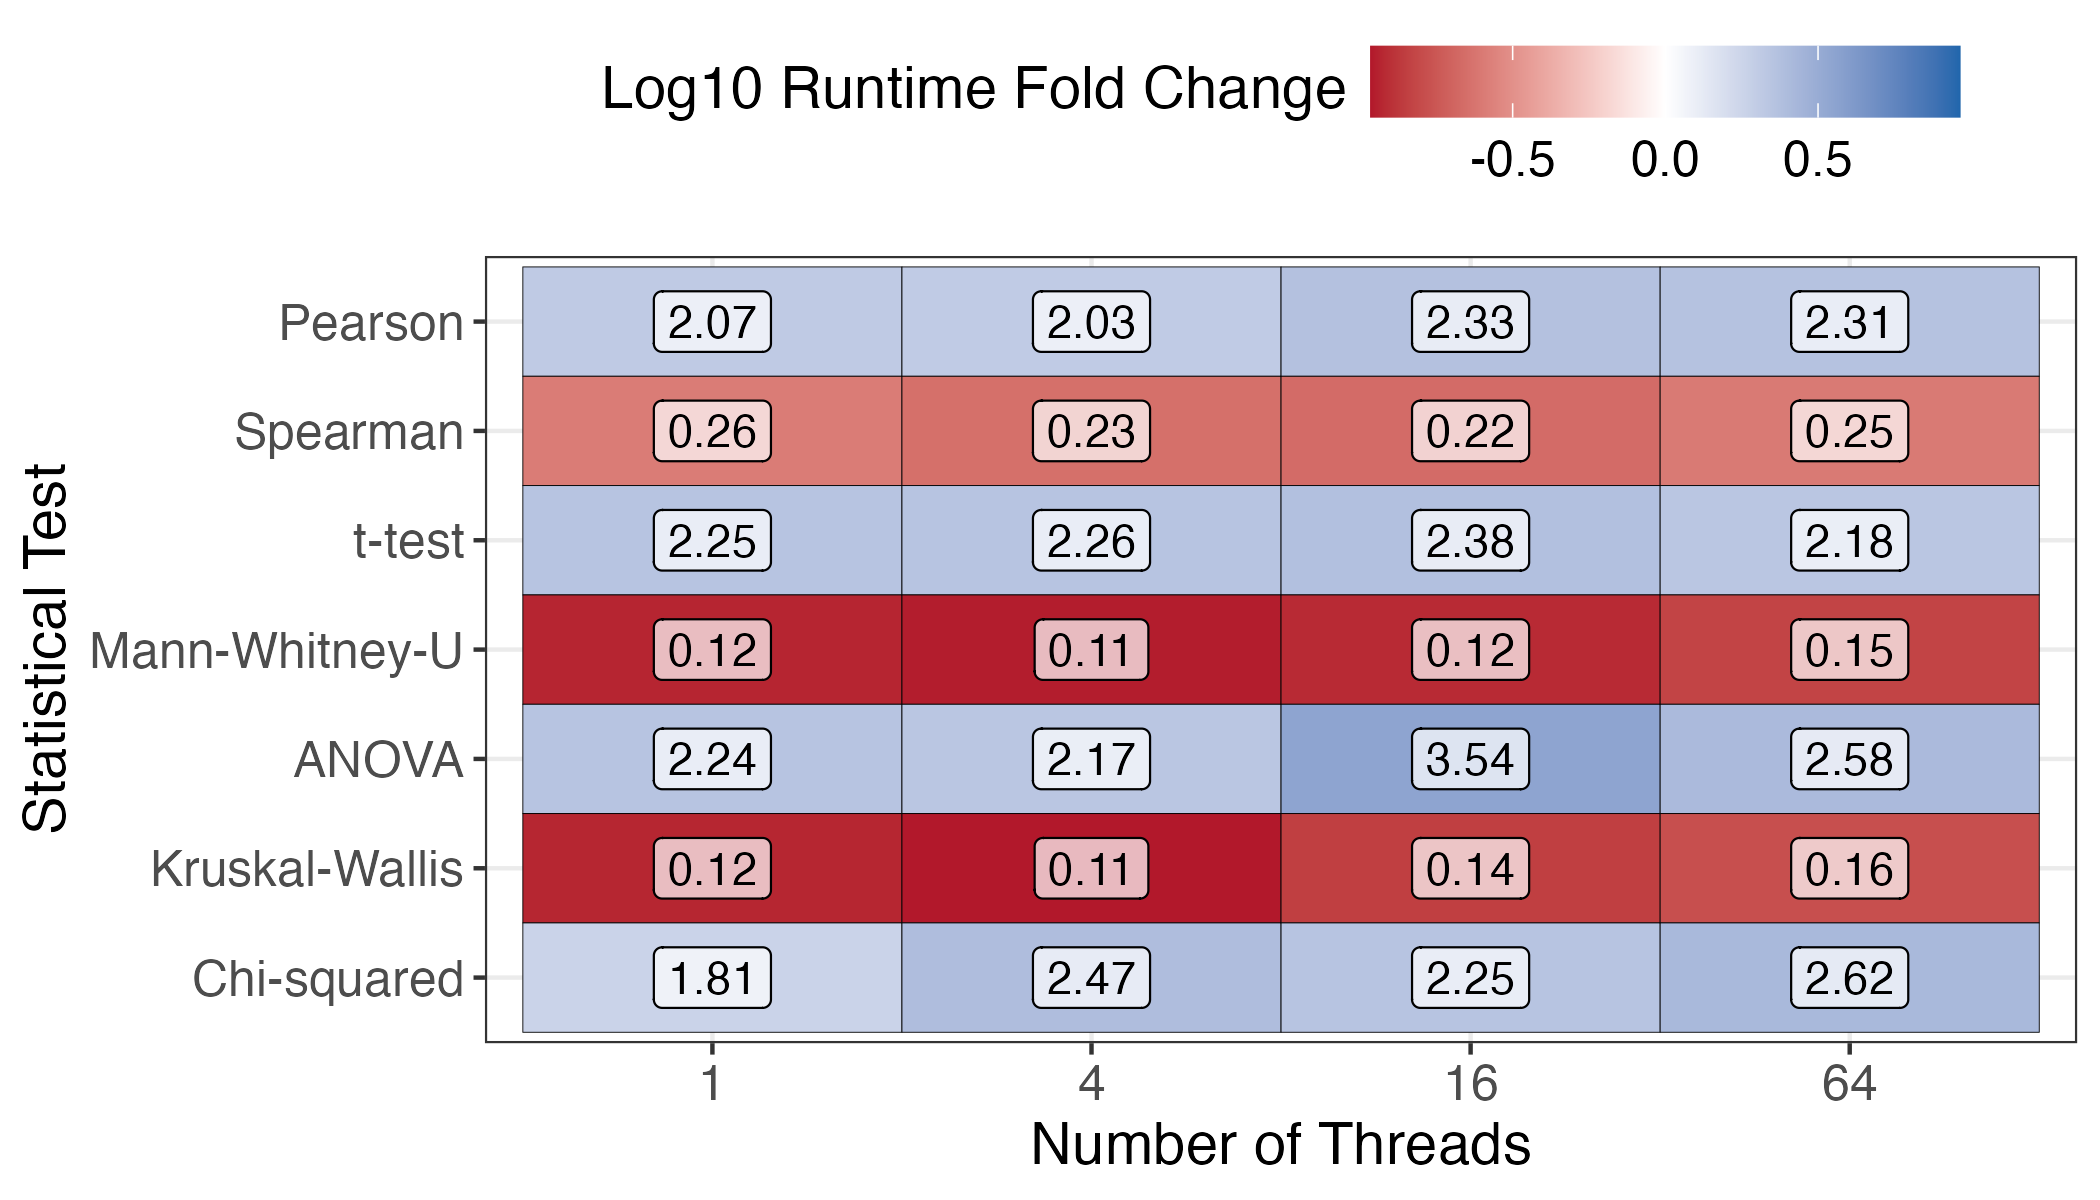 Log10 Runtime Fold Change
-0.5 0.0 0.5
Statistical Test
Pearson 2.07 2.03 2.33 2.31
Spearman 0.26 0.23 0.22 0.25
t-test 2.25 2.26 2.38 2.18
Mann-Whitney-U 0.12 0.11 0.12 0.15
ANOVA 2.24 2.17 3.54 2.58
Kruskal-Wallis 0.12 0.11 0.14 0.16
Chi-squared 1.81 2.47 2.25 2.62
1 4 16 64
Number of Threads